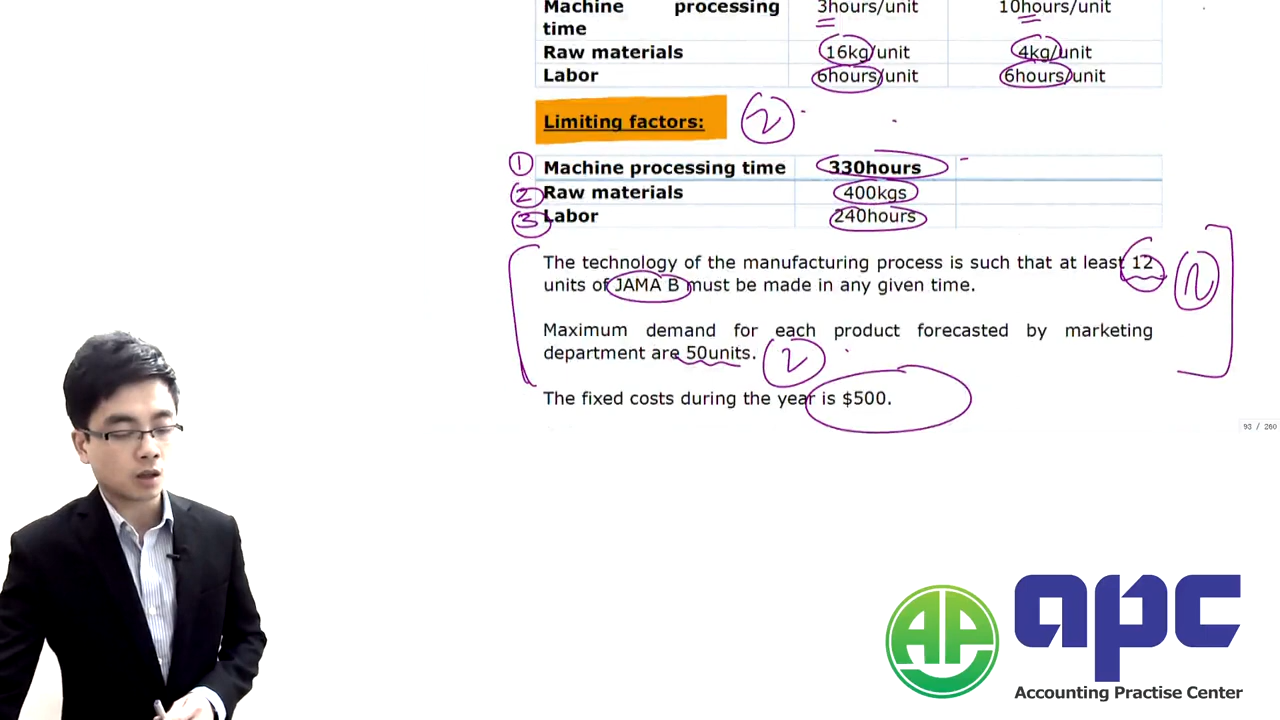 Machine processing time 3hours/unit 10hours/unit
Raw materials 16kg/unit 4kg/unit
Labor 6hours/unit 6hours/unit
Limiting factors: 2
1 Machine processing time 330hours
2 Raw materials 400kgs
3 Labor 240hours
The technology of the manufacturing process is such that at least 12
units of JAMA B must be made in any given time.
Maximum demand for each product forecasted by marketing
department are 50units. 2
The fixed costs during the year is $500.
93 / 260
AP
apc
Accounting Practise Center